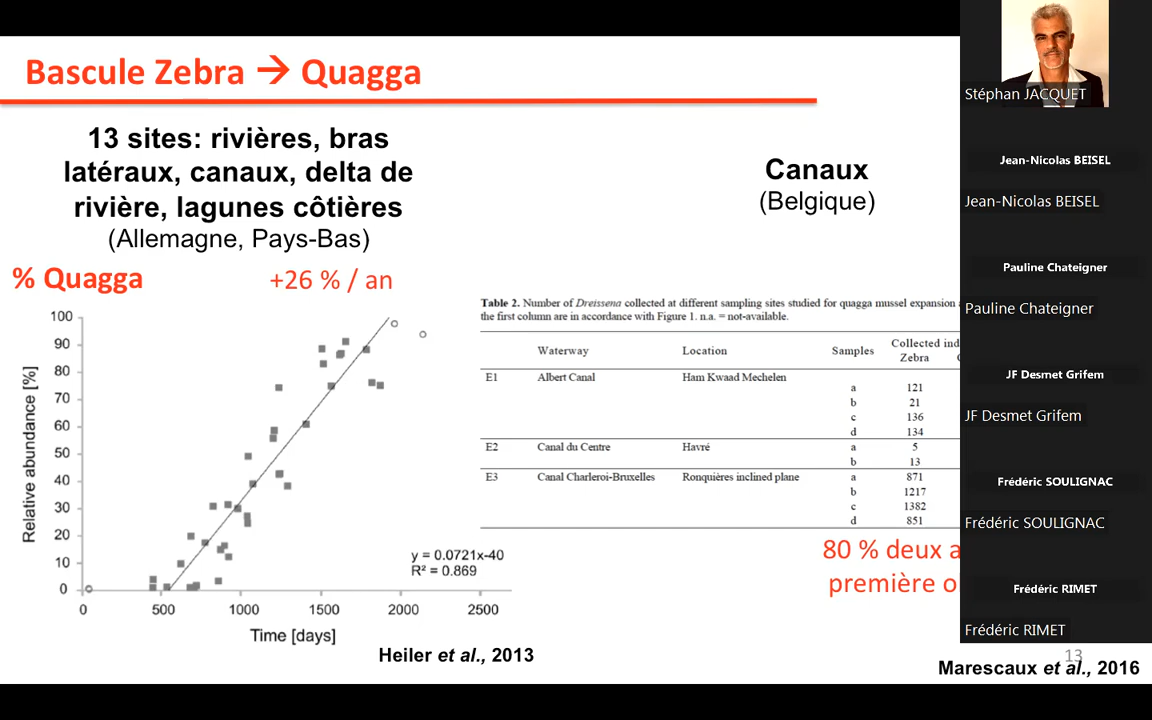 Bascule Zebra → Quagga
13 sites: rivières, bras
latéraux, canaux, delta de
rivière, lagunes côtières
(Allemagne, Pays-Bas)
% Quagga
+26 % / an
Relative abundance [%]
100
90
80
70
60
50
40
30
20
10
0
0 500 1000 1500 2000 2500
Time [days]
y = 0.0721x-40
R² = 0.869
Heiler et al., 2013
Canaux
(Belgique)
Table 2. Number of Dreissena collected at different sampling sites studied for quagga mussel expansion
the first column are in accordance with Figure 1. n.a. = not-available.
Waterway Location Samples Collected ind
Zebra
E1 Albert Canal Ham Kwaad Mechelen
a 121
b 21
c 136
d 134
E2 Canal du Centre Havré a 5
b 13
E3 Canal Charleroi-Bruxelles Ronquières inclined plane a 871
b 1217
c 1382
d 851
80 % deux a
première o
13
Marescaux et al., 2016
Stéphan JACQUET
Jean-Nicolas BEISEL
Jean-Nicolas BEISEL
Pauline Chateigner
Pauline Chateigner
JF Desmet Grifem
JF Desmet Grifem
Frédéric SOULIGNAC
Frédéric SOULIGNAC
Frédéric RIMET
Frédéric RIMET